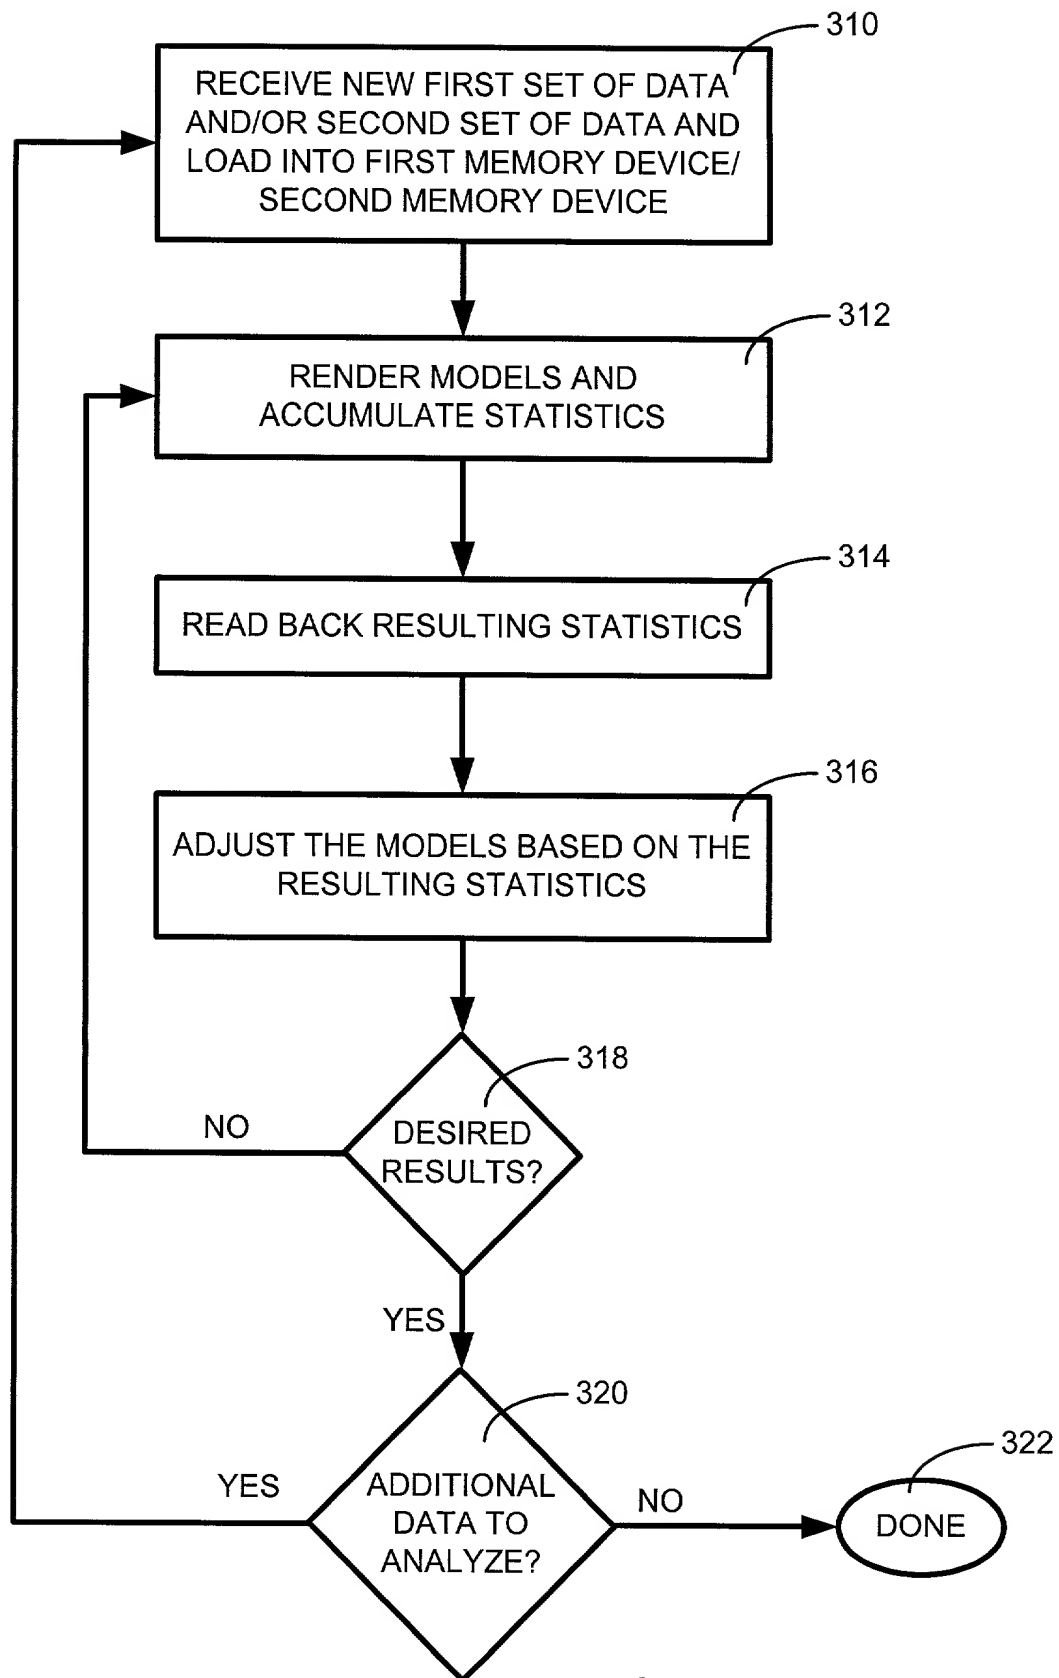 310
RECEIVE NEW FIRST SET OF DATA
AND/OR SECOND SET OF DATA AND
LOAD INTO FIRST MEMORY DEVICE/
SECOND MEMORY DEVICE
312
RENDER MODELS AND
ACCUMULATE STATISTICS
314
READ BACK RESULTING STATISTICS
316
ADJUST THE MODELS BASED ON THE
RESULTING STATISTICS
318
DESIRED
RESULTS?
NO
YES
320
ADDITIONAL
DATA TO
ANALYZE?
YES
NO
322
DONE